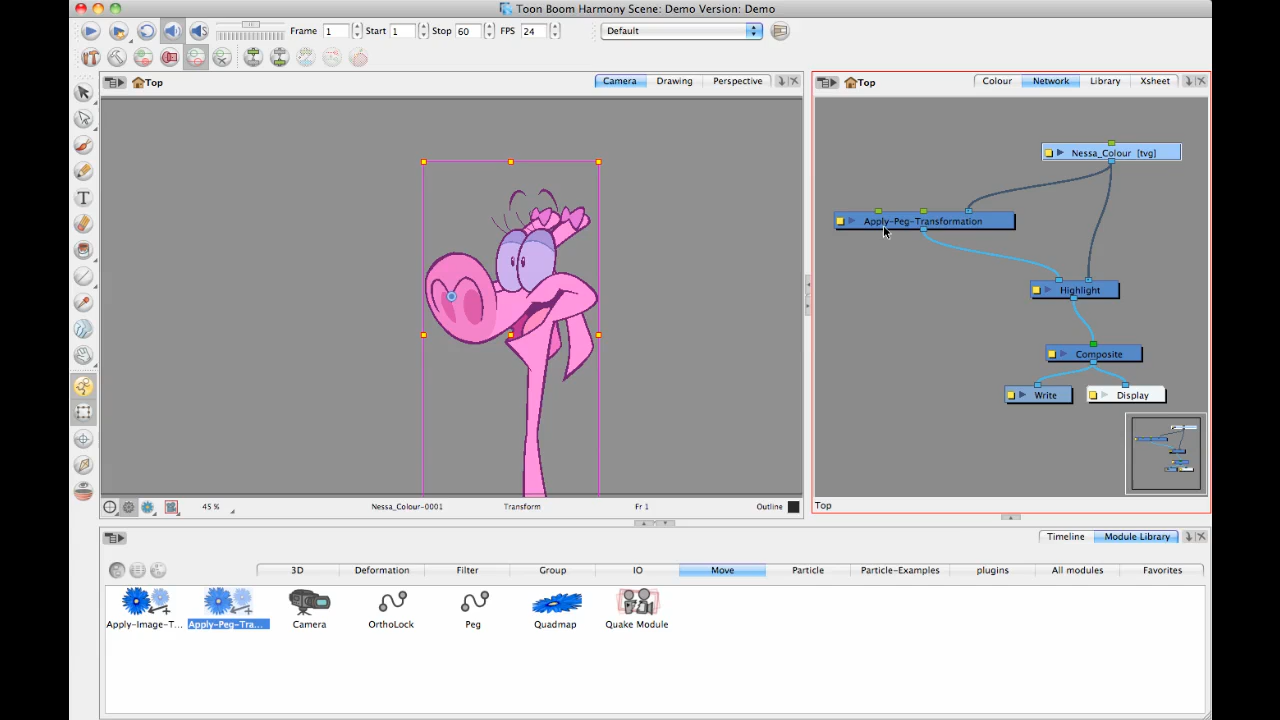 Toon Boom Harmony Scene: Demo Version: Demo
Frame 1 Start 1 Stop 60 FPS 24 Default
Top Camera Drawing Perspective
Top Colour Network Library Xsheet
Nessa_Colour [tvg]
Apply-Peg-Transformation
Highlight
Composite
Write Display
45 % Nessa_Colour-0001 Transform Fr 1 Outline
Top
Timeline Module Library
3D Deformation Filter Group IO Move Particle Particle-Examples plugins All modules Favorites
Apply-Image-T... Apply-Peg-Tra... Camera OrthoLock Peg Quadmap Quake Module